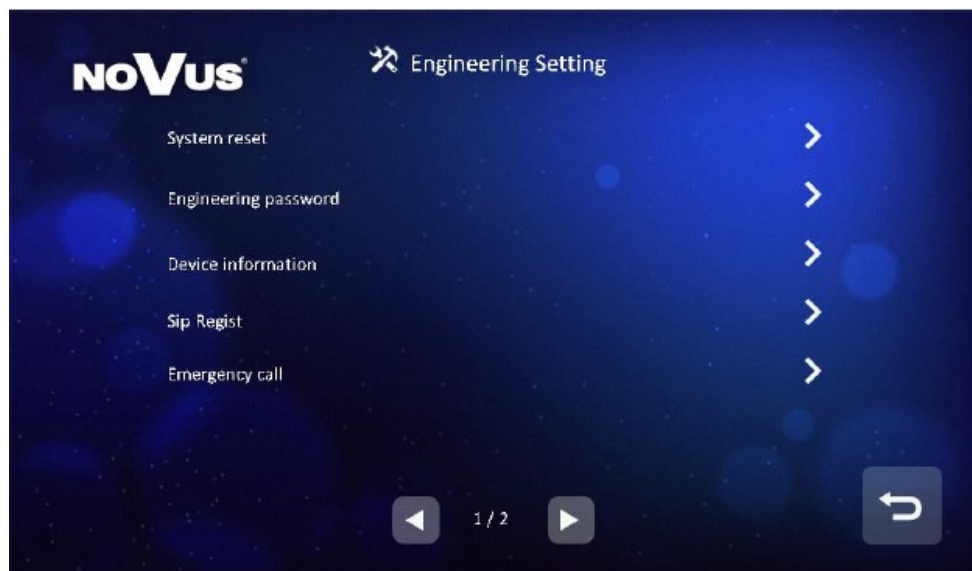 NOVUS®
Engineering Setting
System reset
Engineering password
Device information
Sip Regist
Emergency call
1 / 2